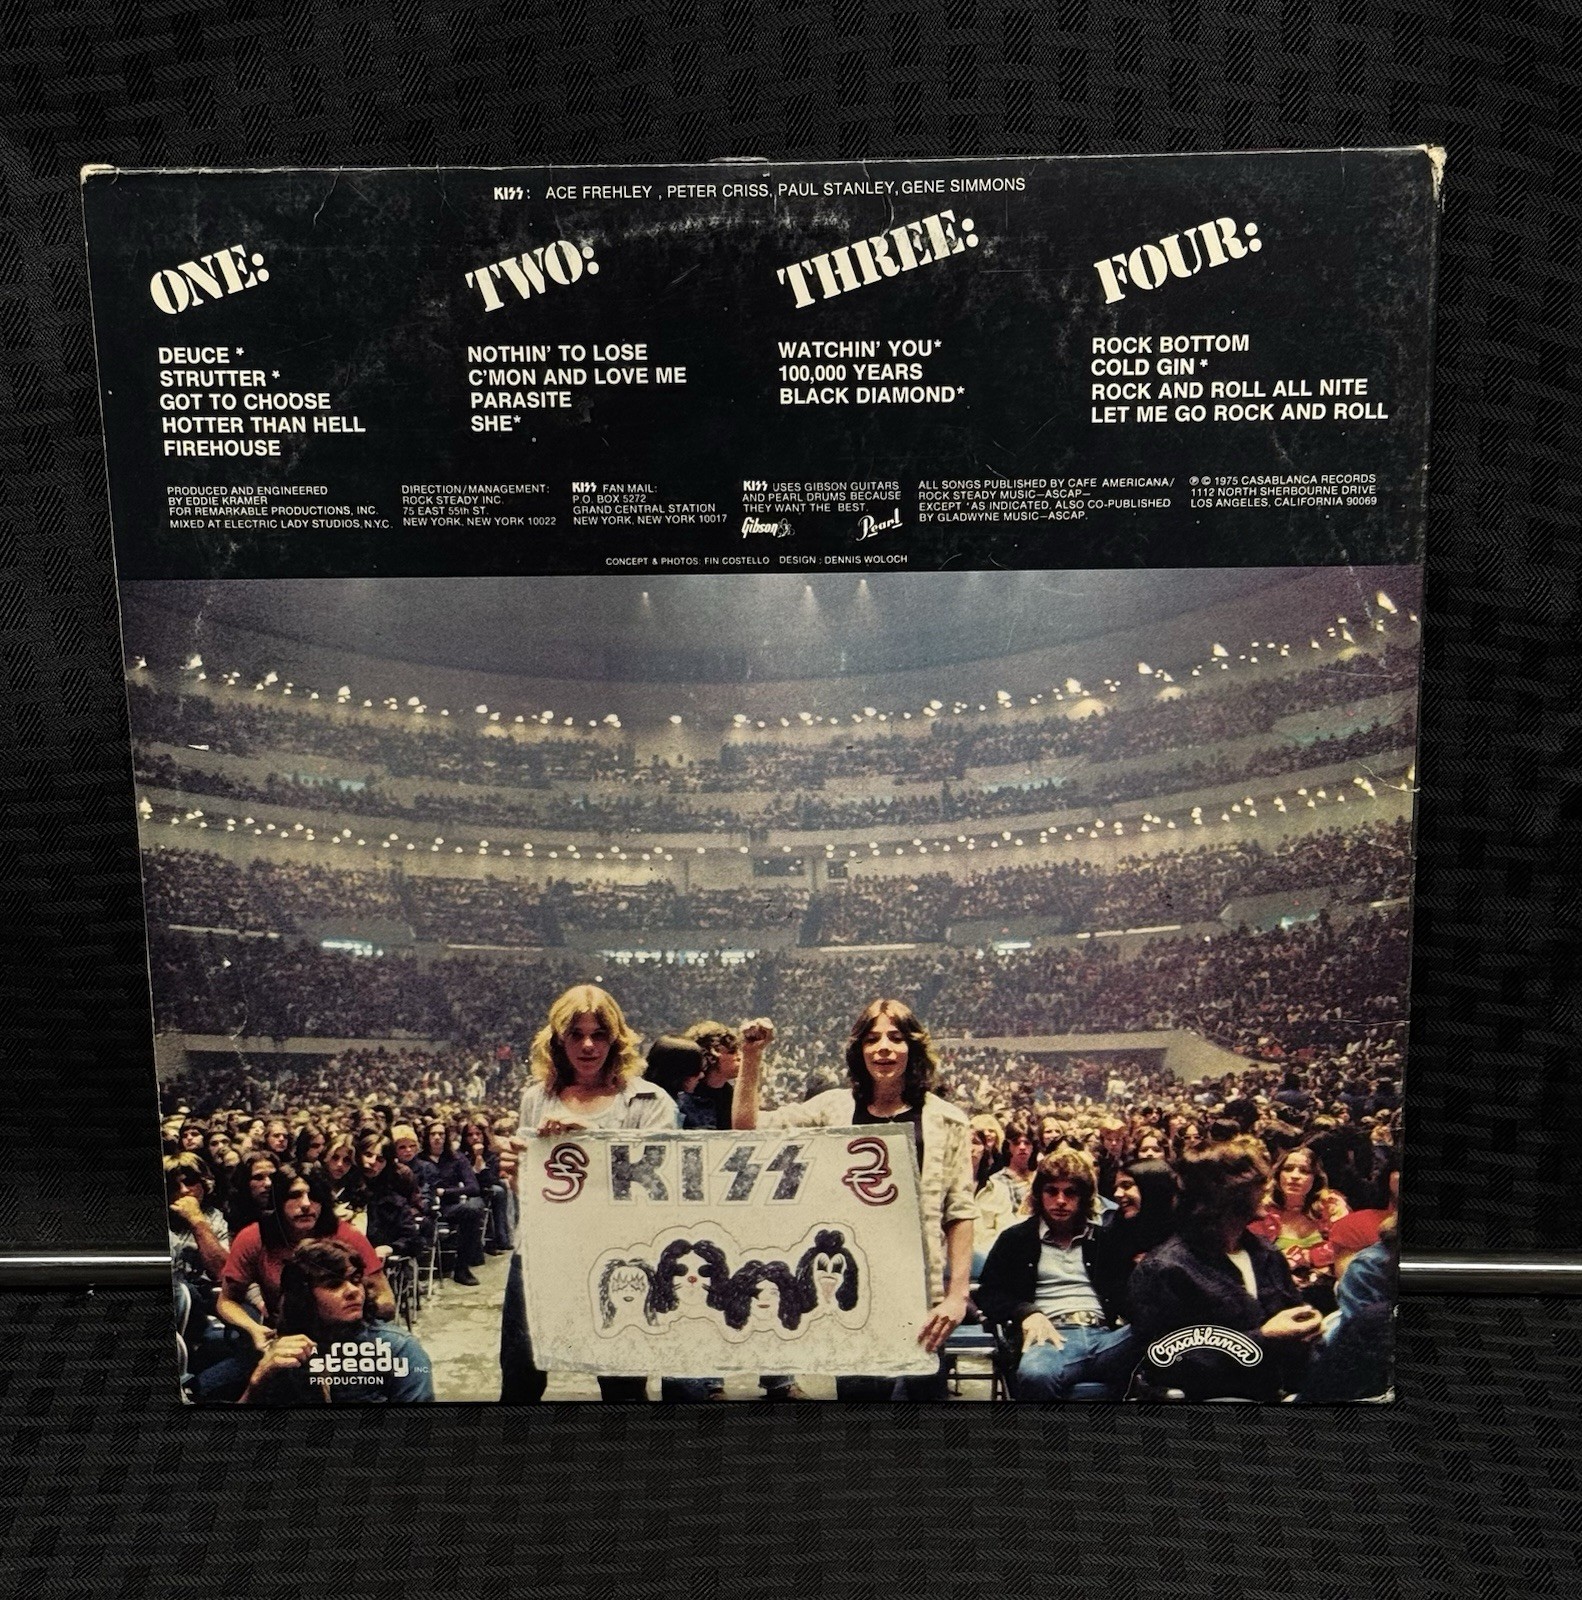 KISS: ACE FREHLEY , PETER CRISS, PAUL STANLEY, GENE SIMMONS
ONE:
DEUCE *
STRUTTER *
GOT TO CHOOSE
HOTTER THAN HELL
FIREHOUSE
TWO:
NOTHIN' TO LOSE
C'MON AND LOVE ME
PARASITE
SHE*
THREE:
WATCHIN' YOU*
100,000 YEARS
BLACK DIAMOND*
FOUR:
ROCK BOTTOM
COLD GIN *
ROCK AND ROLL ALL NITE
LET ME GO ROCK AND ROLL
PRODUCED AND ENGINEERED
BY EDDIE KRAMER
FOR REMARKABLE PRODUCTIONS, INC.
MIXED AT ELECTRIC LADY STUDIOS, N.Y.C.
DIRECTION/MANAGEMENT:
ROCK STEADY INC.
75 EAST 55th ST.
NEW YORK, NEW YORK 10022
KISS FAN MAIL:
P.O. BOX 5272
GRAND CENTRAL STATION
NEW YORK, NEW YORK 10017
KISS USES GIBSON GUITARS
AND PEARL DRUMS BECAUSE
THEY WANT THE BEST.
Gibson Pearl
ALL SONGS PUBLISHED BY CAFE AMERICANA/
ROCK STEADY MUSIC—ASCAP—
EXCEPT *AS INDICATED, ALSO CO-PUBLISHED
BY GLADWYNE MUSIC—ASCAP.
℗ © 1975 CASABLANCA RECORDS
1112 NORTH SHERBOURNE DRIVE
LOS ANGELES, CALIFORNIA 90069
CONCEPT & PHOTOS: FIN COSTELLO DESIGN : DENNIS WOLOCH
KISS
A rock
steady INC.
PRODUCTION
Casablanca